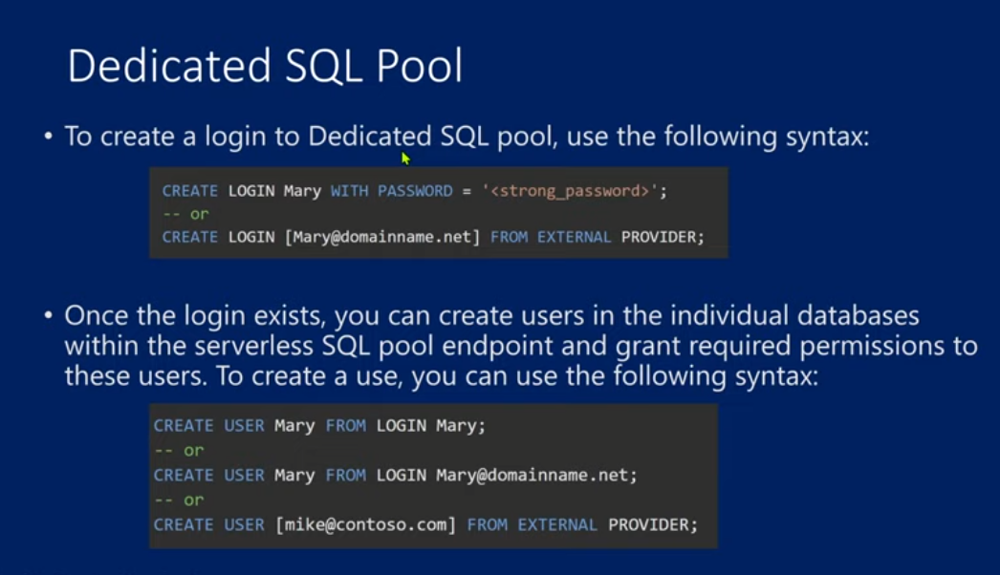 Dedicated SQL Pool
• To create a login to Dedicated SQL pool, use the following syntax:
CREATE LOGIN Mary WITH PASSWORD = '<strong_password>';
-- or
CREATE LOGIN [Mary@domainname.net] FROM EXTERNAL PROVIDER;
• Once the login exists, you can create users in the individual databases
within the serverless SQL pool endpoint and grant required permissions to
these users. To create a use, you can use the following syntax:
CREATE USER Mary FROM LOGIN Mary;
-- or
CREATE USER Mary FROM LOGIN Mary@domainname.net;
-- or
CREATE USER [mike@contoso.com] FROM EXTERNAL PROVIDER;